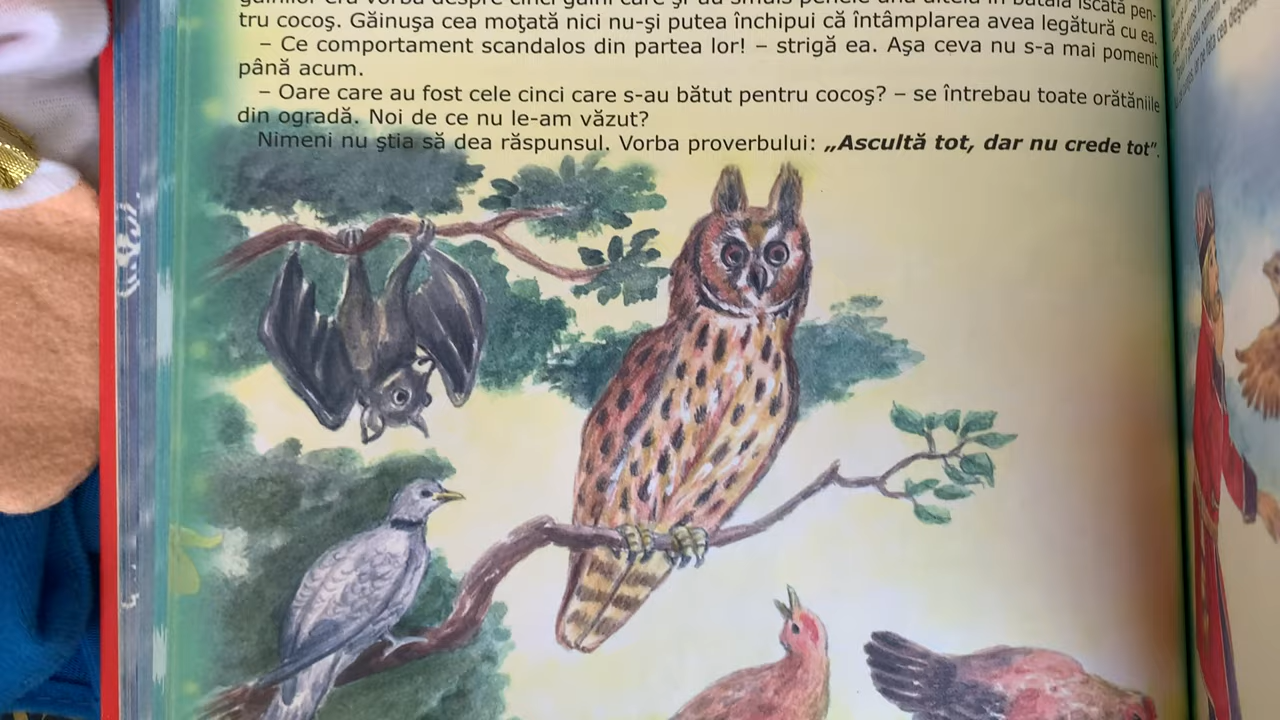 găinilor era vorba despre cinci găini care şi-au smuls penele una alteia în bătaia iscată pen-
tru cocoş. Găinuşa cea moţată nici nu-şi putea închipui că întâmplarea avea legătură cu ea.
– Ce comportament scandalos din partea lor! – strigă ea. Aşa ceva nu s-a mai pomenit
până acum.
– Oare care au fost cele cinci care s-au bătut pentru cocoş? – se întrebau toate orătăniile
din ogradă. Noi de ce nu le-am văzut?
Nimeni nu ştia să dea răspunsul. Vorba proverbului: „Ascultă tot, dar nu crede tot”.